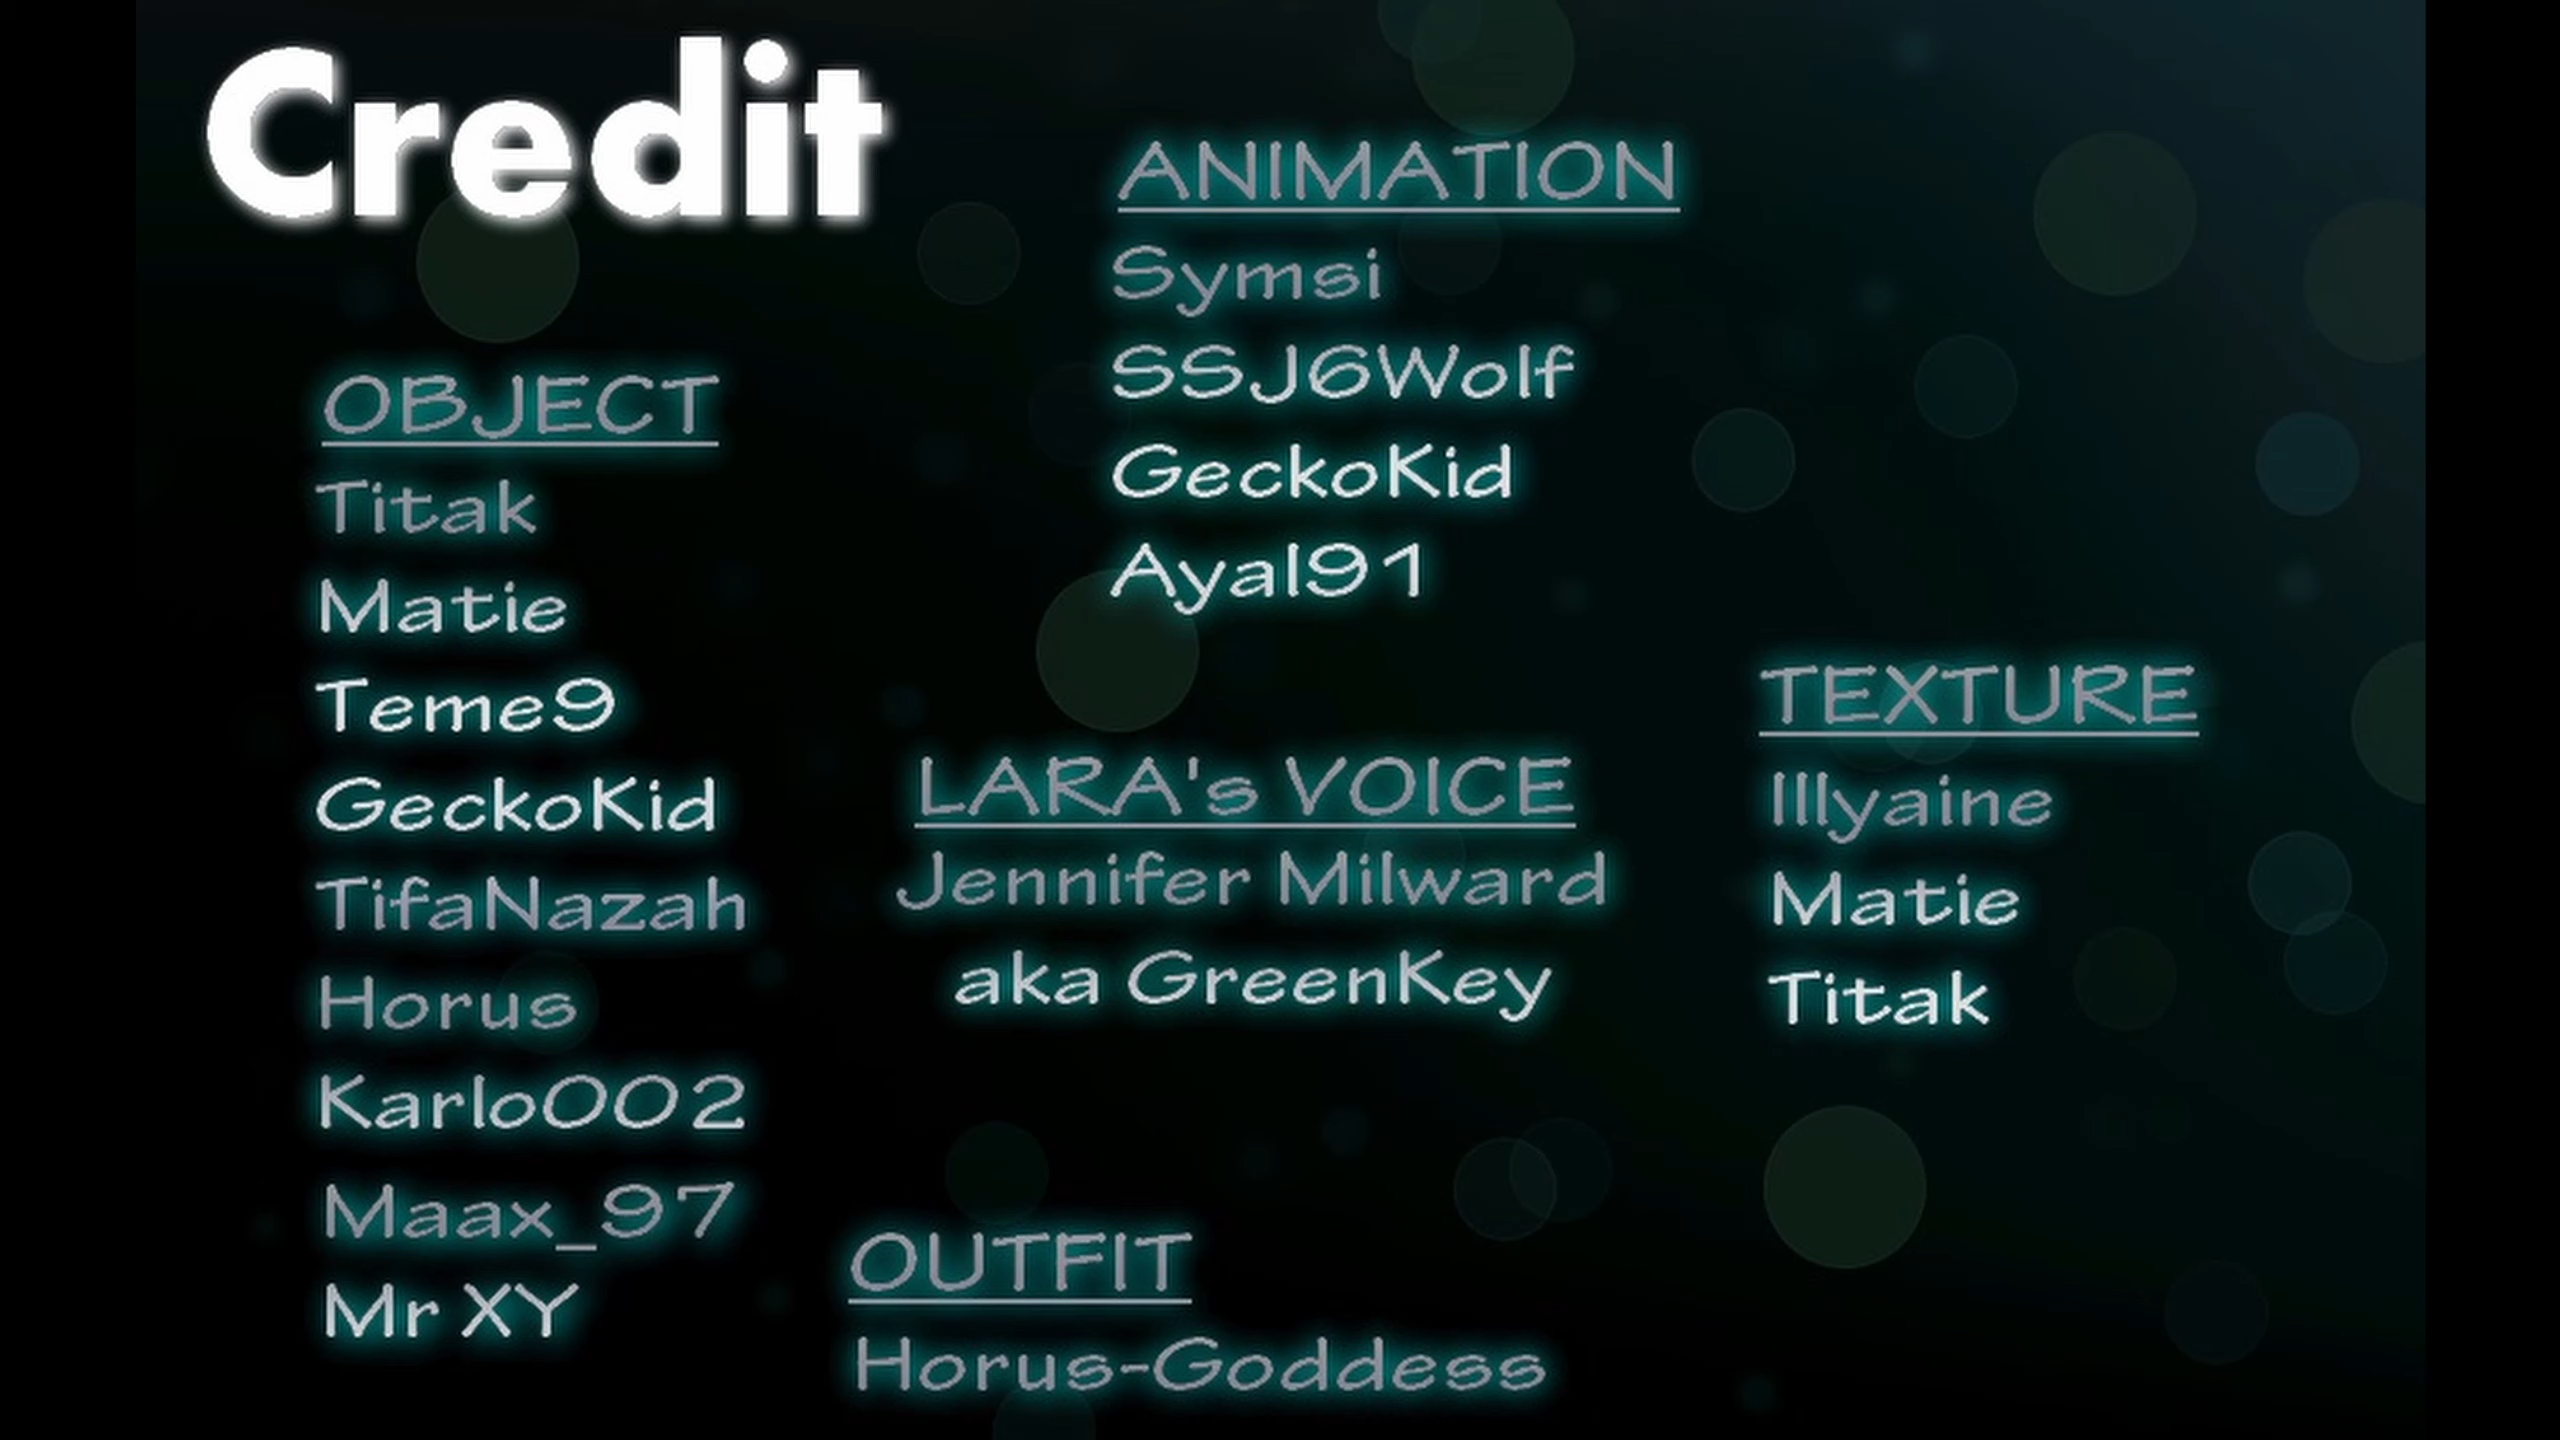 Credit
OBJECT
Titak
Matie
Teme9
GeckoKid
TifaNazah
Horus
Karlo002
Maax_97
Mr XY
ANIMATION
Symsi
SSJ6Wolf
GeckoKid
Ayal91
LARA's VOICE
Jennifer Milward
aka GreenKey
OUTFIT
Horus-Goddess
TEXTURE
Illyaine
Matie
Titak